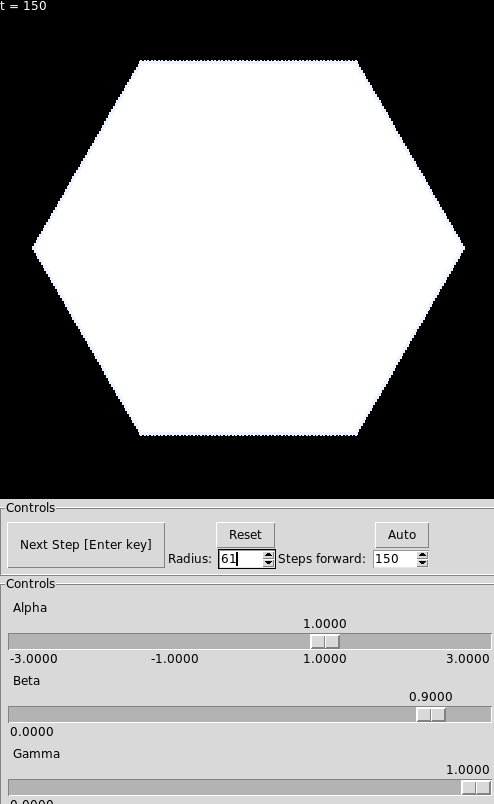 t = 150
Controls
Next Step [Enter key]
Reset
Auto
Radius: 61 Steps forward: 150
Controls
Alpha
1.0000
-3.0000 -1.0000 1.0000 3.0000
Beta
0.9000
0.0000
Gamma
1.0000
0.0000